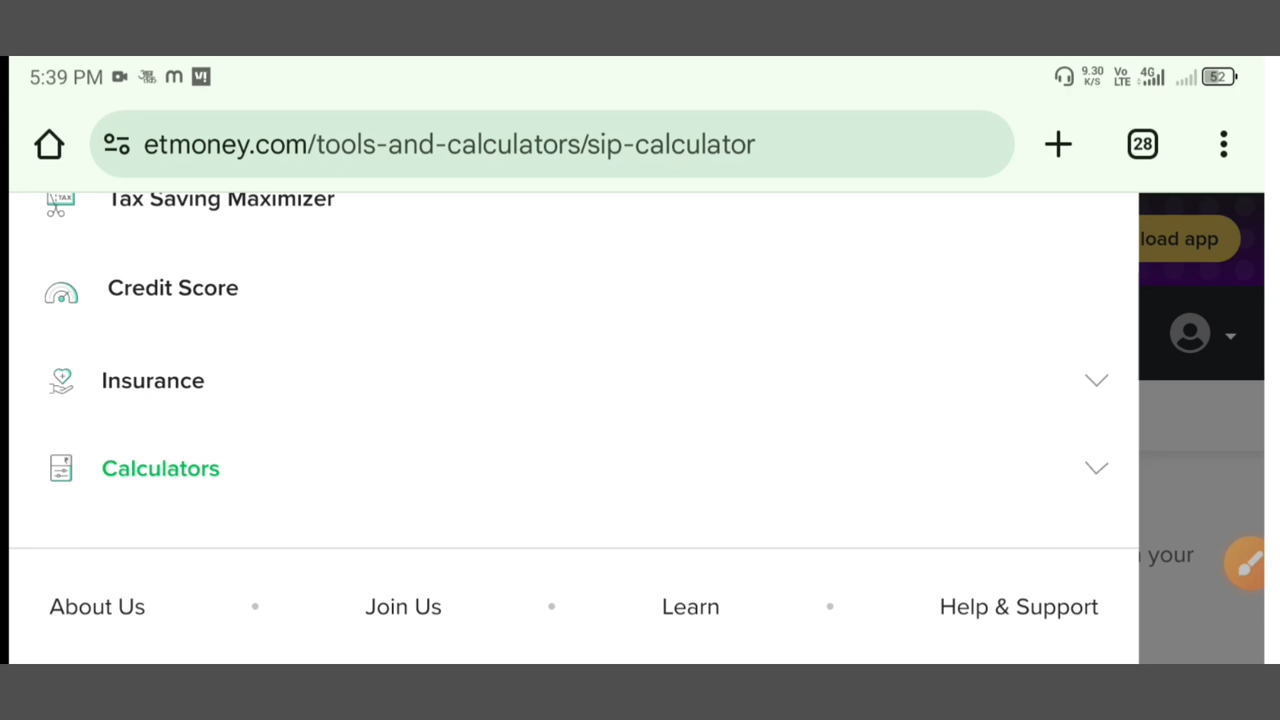 5:39 PM m V! 9.30 K/S Vo LTE 4G 52
etmoney.com/tools-and-calculators/sip-calculator 28
Tax Saving Maximizer
load app
Credit Score
Insurance
Calculators
your
About Us • Join Us • Learn • Help & Support